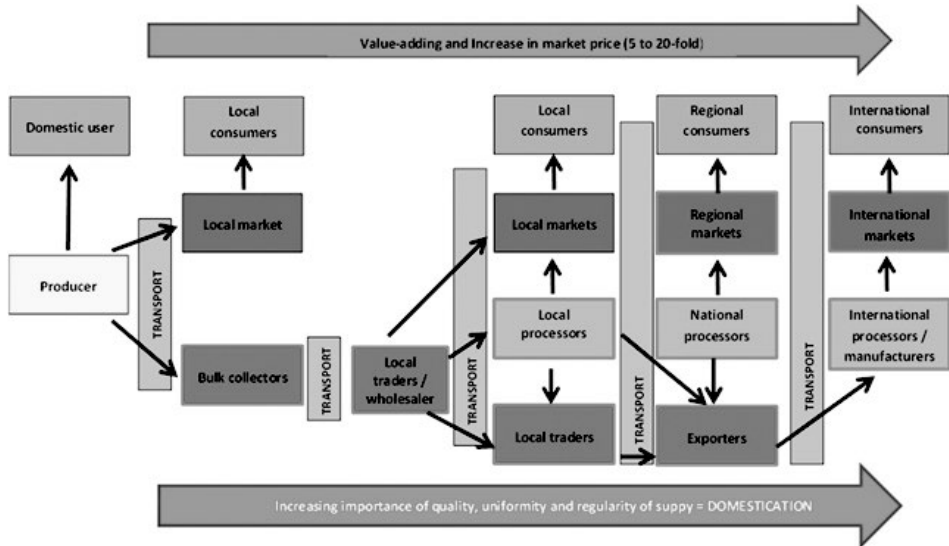 Value-adding and Increase in market price (5 to 20-fold)
Domestic user
Local
consumers
Local
consumers
Regional
consumers
International
consumers
Local market
Local markets
Regional
markets
International
markets
Producer
TRANSPORT
Bulk collectors
TRANSPORT
Local
traders /
wholesaler
TRANSPORT
Local
processors
TRANSPORT
National
processors
TRANSPORT
International
processors /
manufacturers
Local traders
Exporters
Increasing importance of quality, uniformity and regularity of suppy = DOMESTICATION